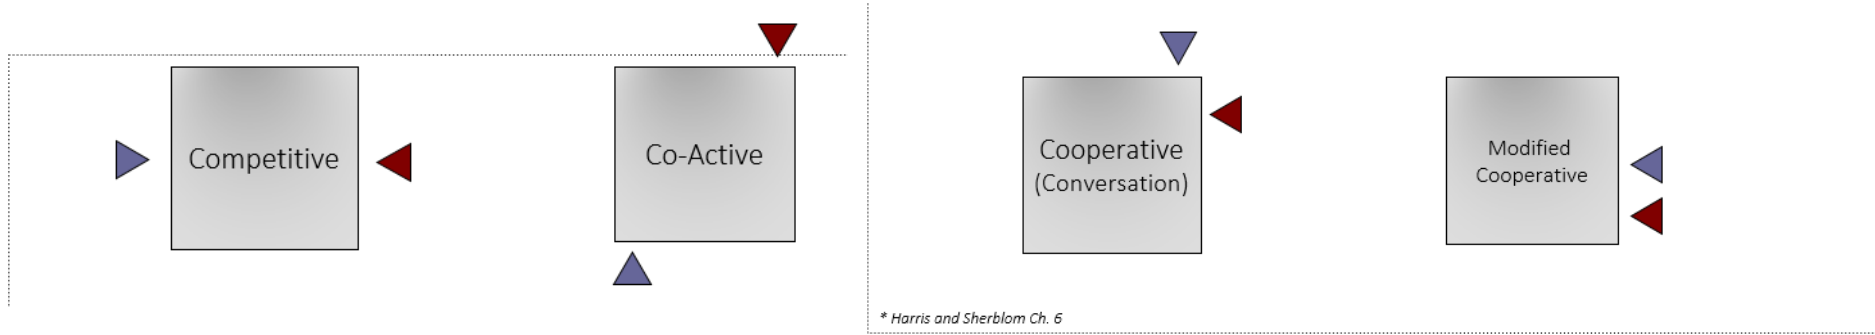 Competitive
Co-Active
Cooperative
(Conversation)
Modified
Cooperative
* Harris and Sherblom Ch. 6